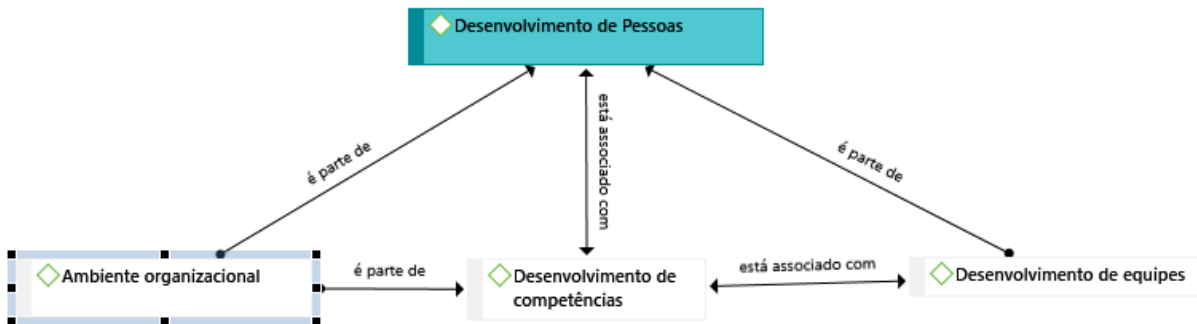 Desenvolvimento de Pessoas
é parte de
está associado com
é parte de
Ambiente organizacional
é parte de
Desenvolvimento de
competências
está associado com
Desenvolvimento de equipes